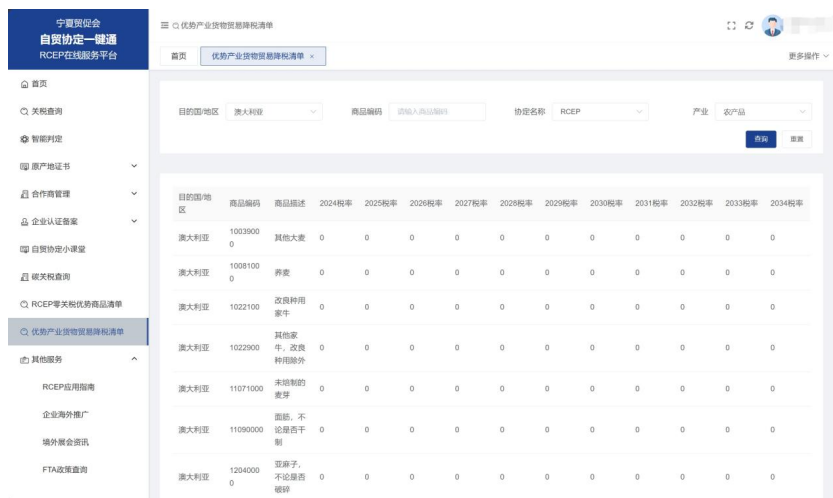 宁夏贸促会
自贸协定一键通
RCEP在线服务平台
首页
关税查询
智能判定
原产地证书
合作商管理
企业认证备案
自贸协定小课堂
碳关税查询
RCEP零关税优势商品清单
优势产业货物贸易降税清单
其他服务
RCEP应用指南
企业海外推广
境外展会资讯
FTA政策查询
优势产业货物贸易降税清单
首页 优势产业货物贸易降税清单 × 更多操作
目的国/地区 澳大利亚 商品编码 请输入商品编码 协定名称 RCEP 产业 农产品
查询 重置
目的国/地
区 商品编码 商品描述 2024税率 2025税率 2026税率 2027税率 2028税率 2029税率 2030税率 2031税率 2032税率 2033税率 2034税率
澳大利亚 1003900
0 其他大麦 0 0 0 0 0 0 0 0 0 0 0
澳大利亚 1008100
0 荞麦 0 0 0 0 0 0 0 0 0 0 0
澳大利亚 1022100 改良种用
家牛 0 0 0 0 0 0 0 0 0 0 0
澳大利亚 1022900 其他家
牛，改良
种用除外 0 0 0 0 0 0 0 0 0 0 0
澳大利亚 11071000 未焙制的
麦芽 0 0 0 0 0 0 0 0 0 0 0
澳大利亚 11090000 面筋，不
论是否干
制 0 0 0 0 0 0 0 0 0 0 0
澳大利亚 1204000
0 亚麻子，
不论是否
破碎 0 0 0 0 0 0 0 0 0 0 0